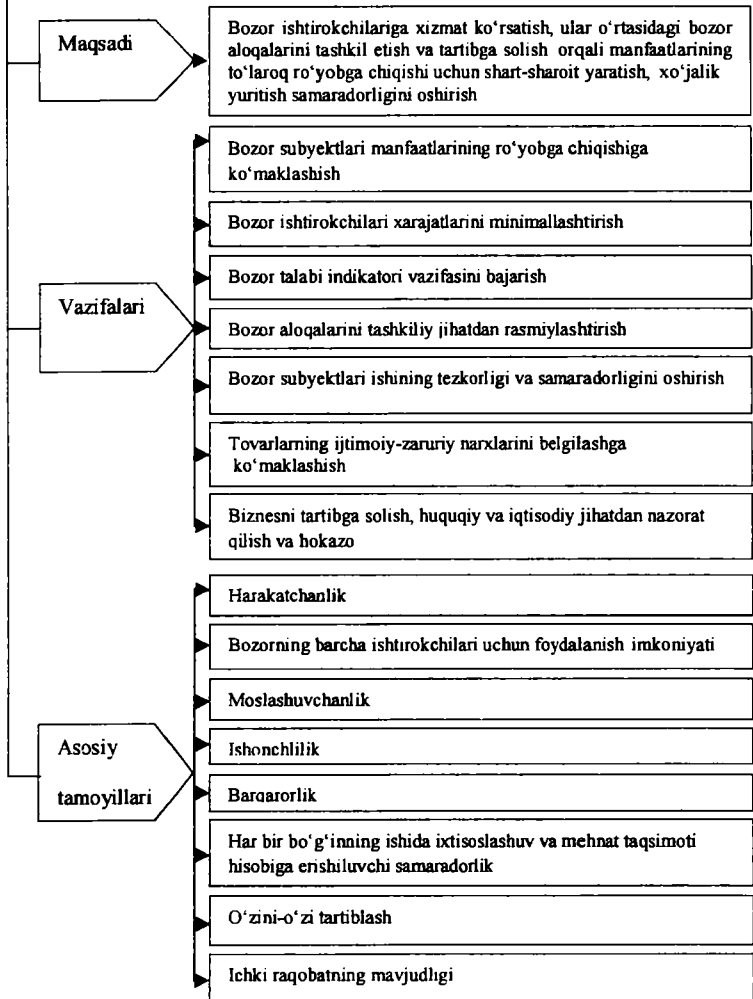 Maqsadi
Bozor ishtirokchilariga xizmat ko‘rsatish, ular o‘rtasidagi bozor
aloqalarini tashkil etish va tartibga solish orqali manfaatlarining
to‘laroq ro‘yobga chiqishi uchun shart-sharoit yaratish, xo‘jalik
yuritish samaradorligini oshirish
Vazifalari
Bozor subyektlari manfaatlarining ro‘yobga chiqishiga
ko‘maklashish
Bozor ishtirokchilari xarajatlarini minimallashtirish
Bozor talabi indikatori vazifasini bajarish
Bozor aloqalarini tashkiliy jihatdan rasmiylashtirish
Bozor subyektlari ishining tezkorligi va samaradorligini oshirish
Tovarlarning ijtimoiy-zaruriy narxlarini belgilashga
ko‘maklashish
Biznesni tartibga solish, huquqiy va iqtisodiy jihatdan nazorat
qilish va hokazo
Asosiy
tamoyillari
Harakatchanlik
Bozorning barcha ishtirokchilari uchun foydalanish imkoniyati
Moslashuvchanlik
Ishonchlilik
Barqarorlik
Har bir bo‘g‘inning ishida ixtisoslashuv va mehnat taqsimoti
hisobiga erishiluvchi samaradorlik
O‘zini-o‘zi tartiblash
Ichki raqobatning mavjudligi